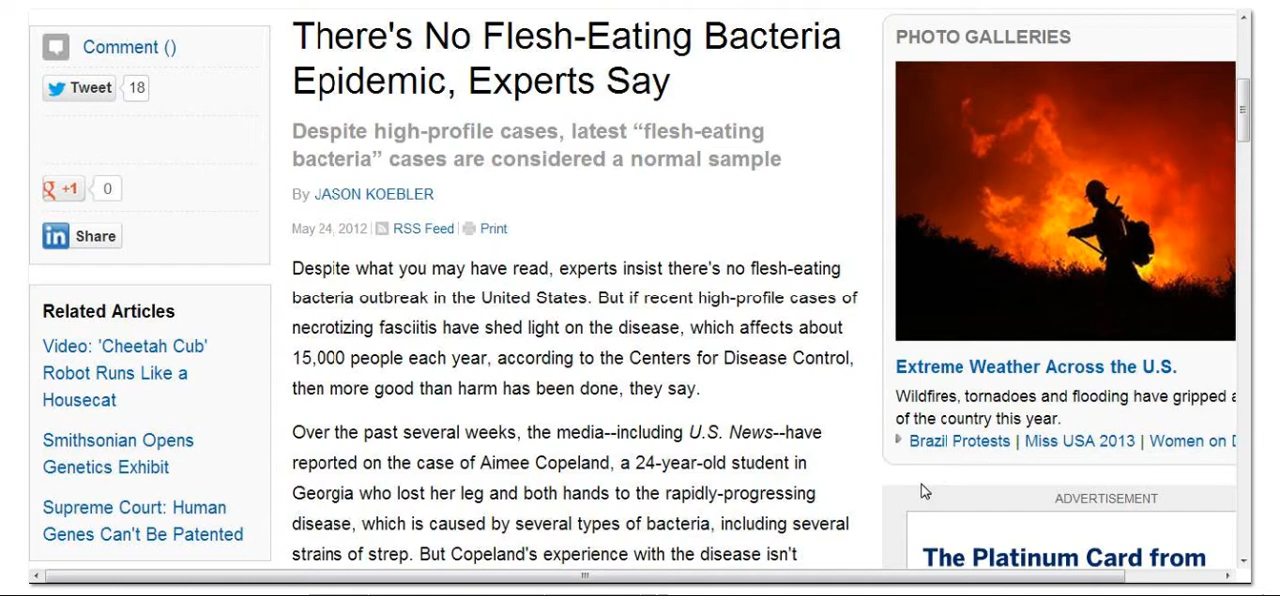 Comment ()
Tweet 18
g +1 0
in Share
Related Articles
Video: 'Cheetah Cub'
Robot Runs Like a
Housecat
Smithsonian Opens
Genetics Exhibit
Supreme Court: Human
Genes Can't Be Patented
There's No Flesh-Eating Bacteria
Epidemic, Experts Say
Despite high-profile cases, latest “flesh-eating
bacteria” cases are considered a normal sample
By JASON KOEBLER
May 24, 2012 | RSS Feed | Print
Despite what you may have read, experts insist there's no flesh-eating
bacteria outbreak in the United States. But if recent high-profile cases of
necrotizing fasciitis have shed light on the disease, which affects about
15,000 people each year, according to the Centers for Disease Control,
then more good than harm has been done, they say.
Over the past several weeks, the media--including U.S. News--have
reported on the case of Aimee Copeland, a 24-year-old student in
Georgia who lost her leg and both hands to the rapidly-progressing
disease, which is caused by several types of bacteria, including several
strains of strep. But Copeland's experience with the disease isn't
PHOTO GALLERIES
Extreme Weather Across the U.S.
Wildfires, tornadoes and flooding have gripped
of the country this year.
Brazil Protests | Miss USA 2013 | Women on
ADVERTISEMENT
The Platinum Card from